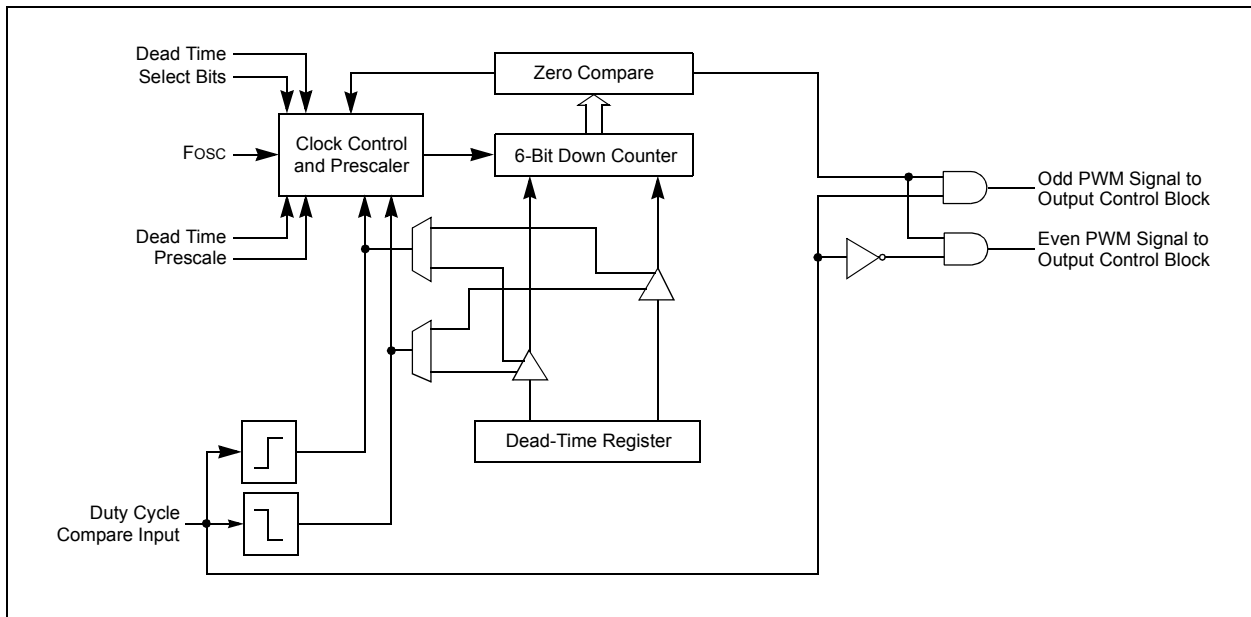 Dead Time
Select Bits
Zero Compare
Clock Control
and Prescaler
FOSC
6-Bit Down Counter
Odd PWM Signal to
Output Control Block
Even PWM Signal to
Output Control Block
Dead Time
Prescale
Dead-Time Register
Duty Cycle
Compare Input